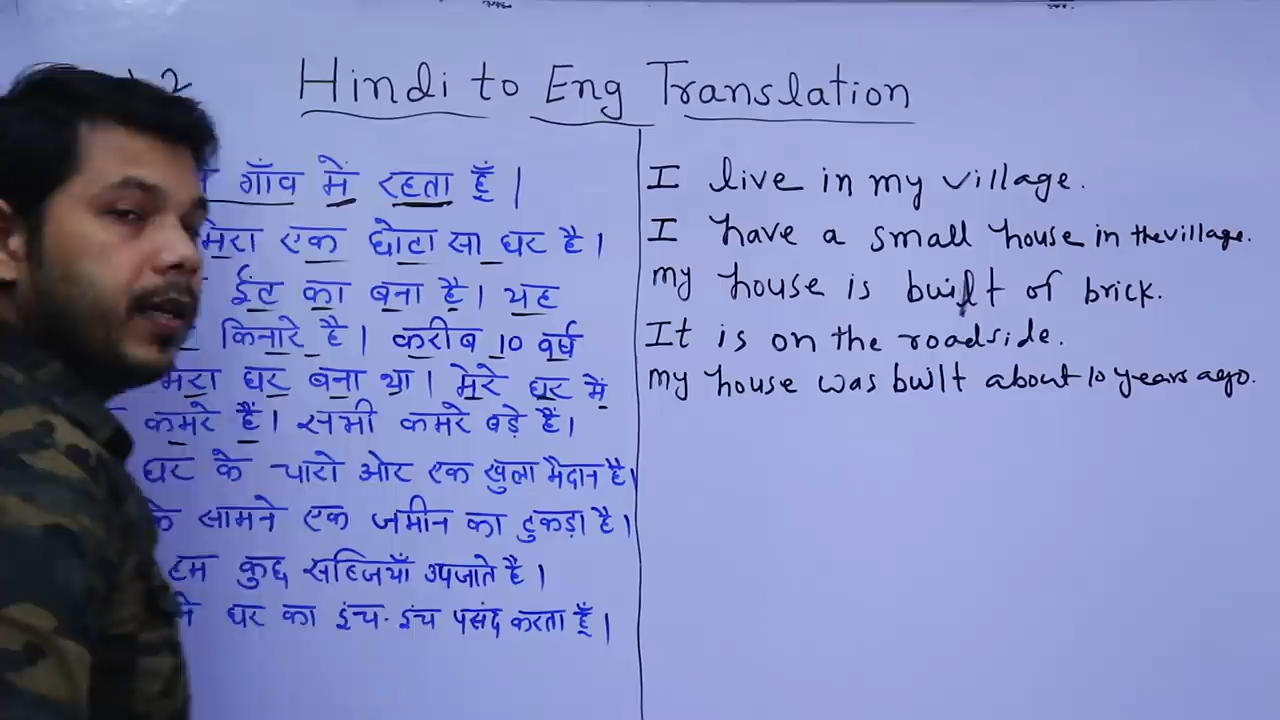 2
Hindi to Eng Translation
गाँव में रहता हूँ।
मेरा एक छोटा सा घर है।
ईंट का बना है। यह
किनारे है। करीब 10 वर्ष
मेरा घर बना था। मेरे घर में
कमरे हैं। सभी कमरे बड़े हैं।
घर के चारो ओर एक खुला मैदान है।
के सामने एक जमीन का टुकड़ा है।
हम कुछ सब्जियाँ उपजाते है।
घर का इंच-इंच पसंद करता हूँ।
I live in my village.
I have a small house in the village.
my house is built of brick.
It is on the roadside.
my house was built about 10 years ago.